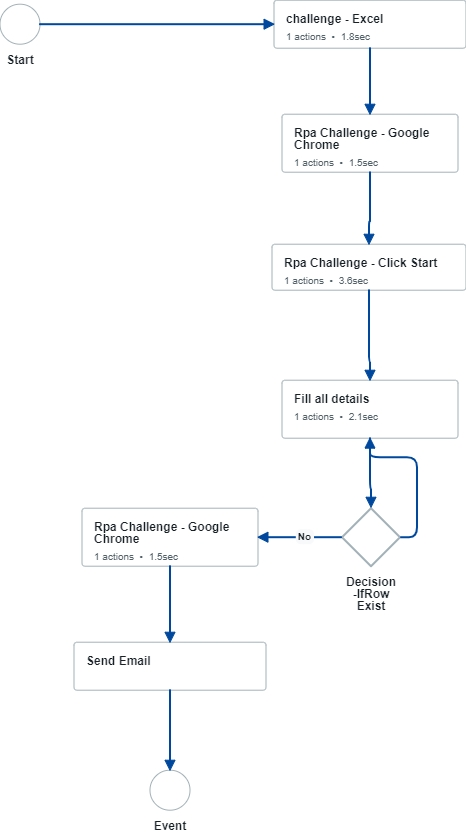 Start
challenge - Excel
1 actions • 1.8sec
Rpa Challenge - Google
Chrome
1 actions • 1.5sec
Rpa Challenge - Click Start
1 actions • 3.6sec
Fill all details
1 actions • 2.1sec
Decision
-IfRow
Exist
No
Rpa Challenge - Google
Chrome
1 actions • 1.5sec
Send Email
Event